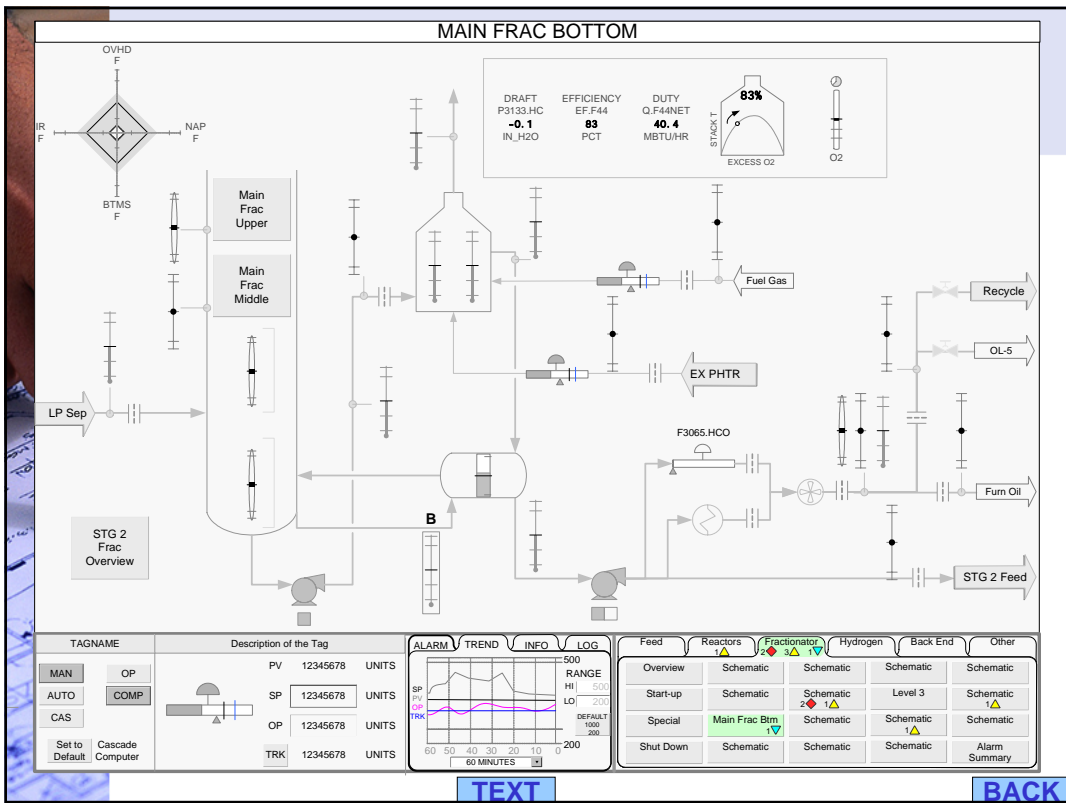 MAIN FRAC BOTTOM
OVHD
F
IR
F
NAP
F
BTMS
F
DRAFT
P3133.HC
-0.1
IN_H2O
EFFICIENCY
EF.F44
83
PCT
DUTY
Q.F44NET
40.4
MBTU/HR
STACK T
83%
EXCESS O2
O2
Main
Frac
Upper
Main
Frac
Middle
Fuel Gas
Recycle
OL-5
EX PHTR
LP Sep
F3065.HCO
Furn Oil
B
STG 2
Frac
Overview
STG 2 Feed
TAGNAME
MAN
OP
AUTO
COMP
CAS
Set to
Default
Cascade
Computer
Description of the Tag
PV 12345678 UNITS
SP 12345678 UNITS
OP 12345678 UNITS
TRK 12345678 UNITS
ALARM TREND INFO LOG
SP
PV
OP
TRK
500
RANGE
HI 500
LO 200
DEFAULT
1000
200
200
60 50 40 30 20 10 0
60 MINUTES
Feed Reactors Fractionator Hydrogen Back End Other
1 2 3 1
Overview Schematic Schematic Schematic Schematic
Start-up Schematic Schematic Level 3 Schematic
2 1 1
Special Main Frac Btm Schematic Schematic Schematic
1 1
Shut Down Schematic Schematic Schematic Alarm
Summary
TEXT
BACK